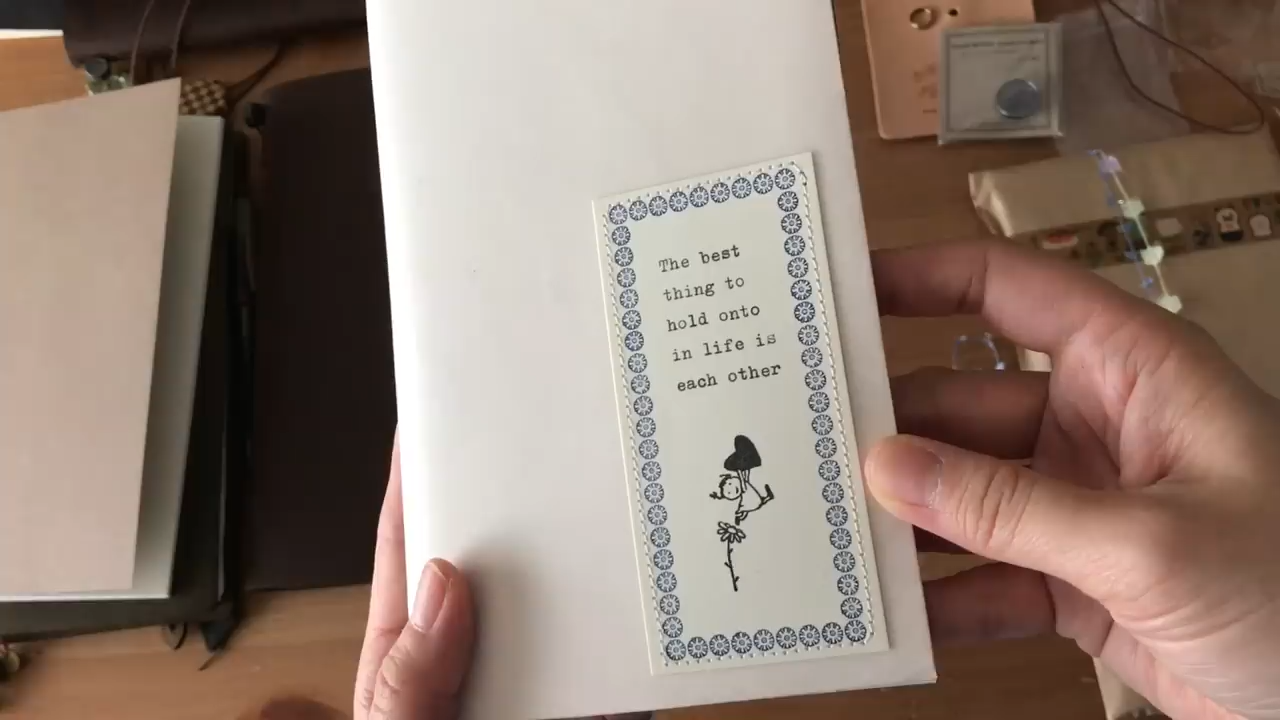 The best
thing to
hold onto
in life is
each other